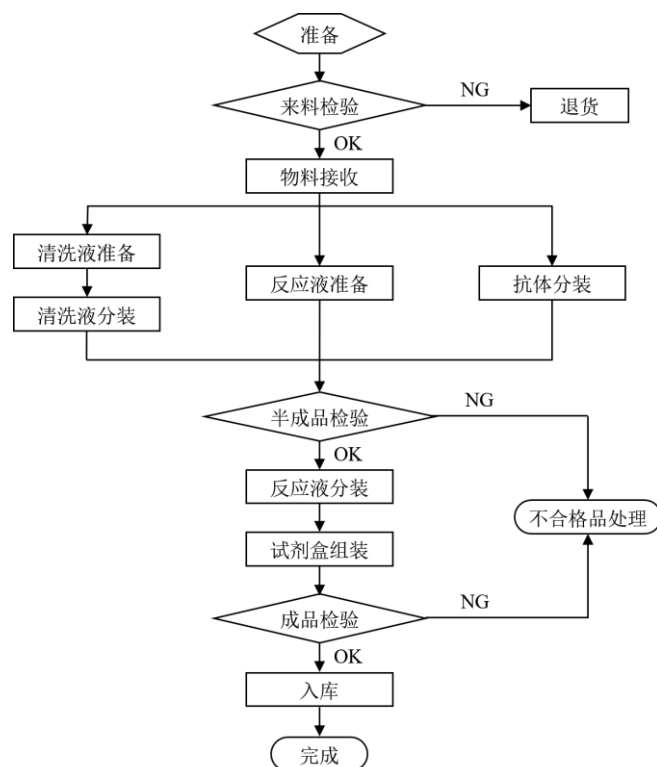 准备
来料检验
NG
退货
OK
物料接收
清洗液准备
反应液准备
抗体分装
清洗液分装
半成品检验
NG
OK
反应液分装
不合格品处理
试剂盒组装
成品检验
NG
OK
入库
完成